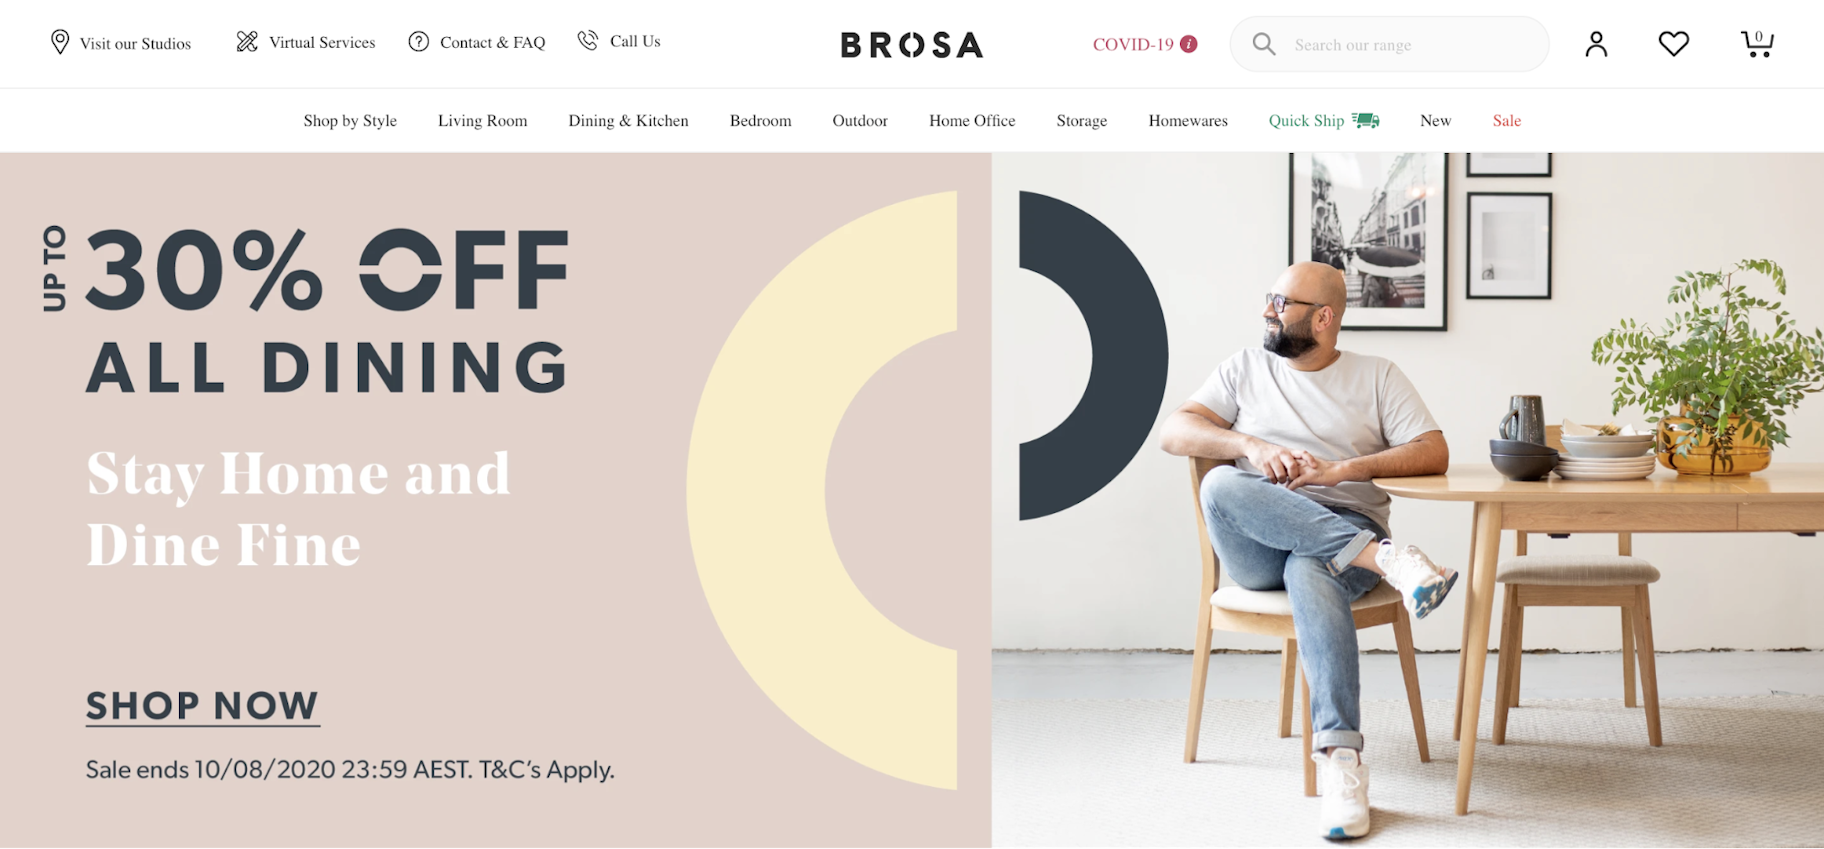 Visit our Studios
Virtual Services
Contact & FAQ
Call Us
BROSA
COVID-19 i
Search our range
0
Shop by Style
Living Room
Dining & Kitchen
Bedroom
Outdoor
Home Office
Storage
Homewares
Quick Ship
New
Sale
UP TO
30% OFF
ALL DINING
Stay Home and
Dine Fine
SHOP NOW
Sale ends 10/08/2020 23:59 AEST. T&C's Apply.